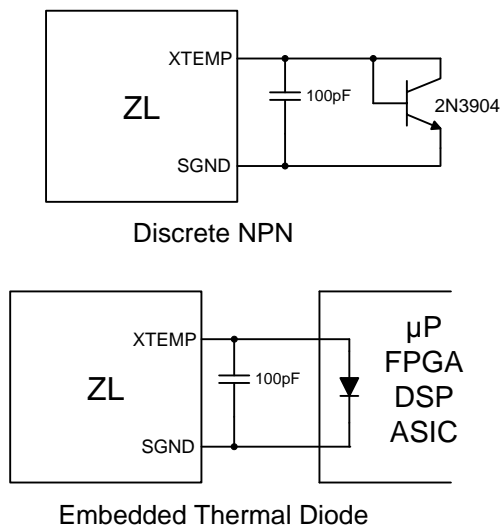 XTEMP
ZL
100pF
2N3904
SGND
Discrete NPN
XTEMP
ZL
100pF
SGND
µP
FPGA
DSP
ASIC
Embedded Thermal Diode